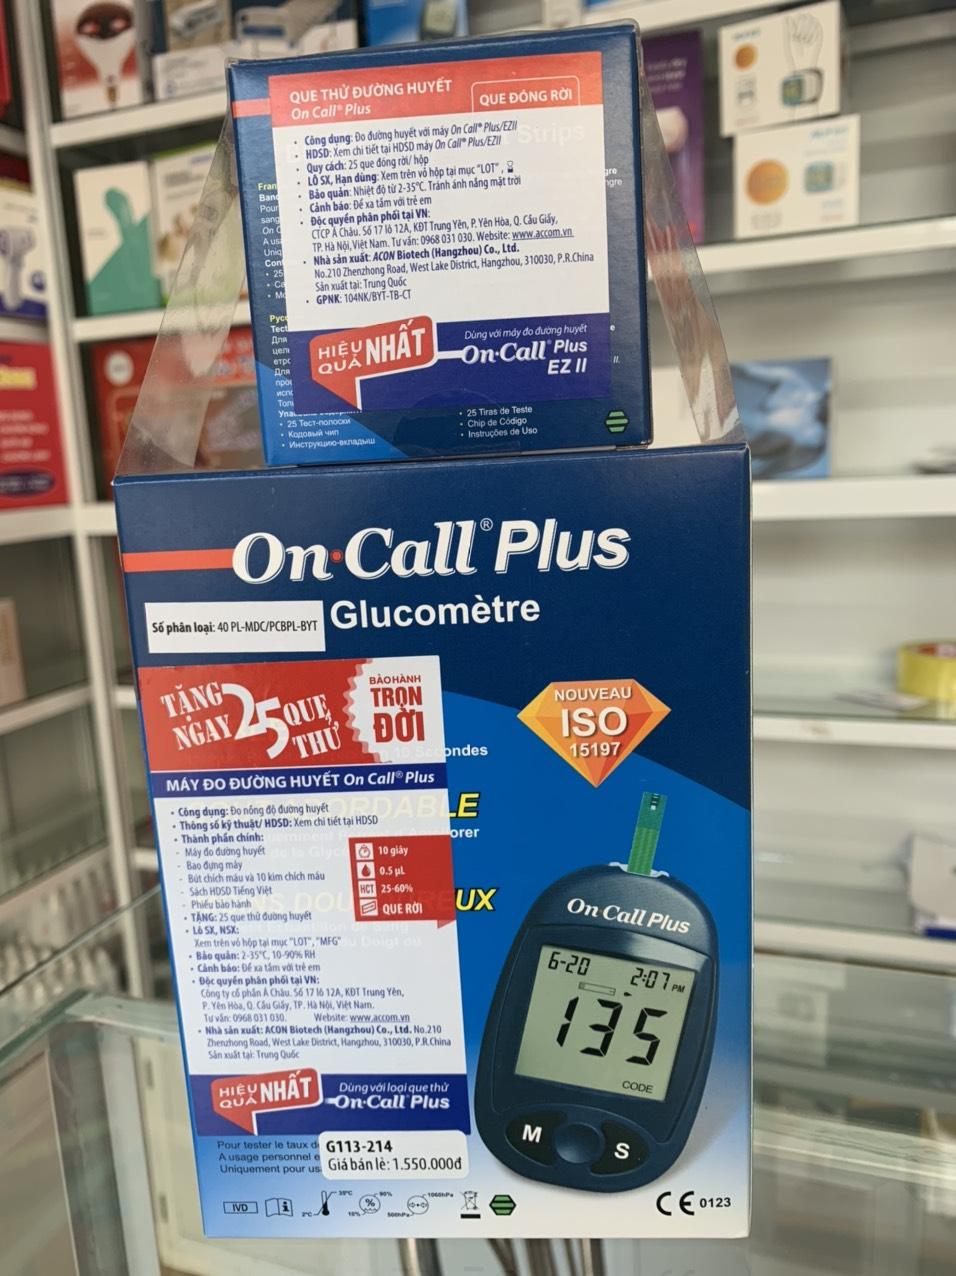 QUE THỬ ĐƯỜNG HUYẾT
On Call® Plus
QUE ĐÓNG RỜI
Strips
• Công dụng: Đo đường huyết với máy On Call® Plus/EZII
• HDSD: Xem chi tiết tại HDSD máy On Call® Plus/EZII
• Quy cách: 25 que đóng rời/ hộp
• LÔ SX, Hạn dùng: Xem trên vỏ hộp tại mục "LOT",
• Bảo quản: Nhiệt độ từ 2-35°C. Tránh ánh nắng mặt trời
• Cảnh báo: Để xa tầm với trẻ em
• Độc quyền phân phối tại VN:
CTCP Á Châu. Số 17 lô 12A, KĐT Trung Yên, P. Yên Hòa, Q. Cầu Giấy,
TP. Hà Nội, Việt Nam. Tư vấn: 0968 031 030. Website: www.accom.vn
• Nhà sản xuất: ACON Biotech (Hangzhou) Co., Ltd.
No.210 Zhenzhong Road, West Lake District, Hangzhou, 310030, P.R.China
Sản xuất tại: Trung Quốc
• GPNK: 104NK/BYT-TB-CT
HIỆU QUẢ NHẤT
Dùng với máy đo đường huyết
On·Call® Plus
EZ II
• 25 Тест-полоски
• Кодовый чип
• Инструкцию-вкладыш
• 25 Tiras de Teste
• Chip de Código
• Instruções de Uso
On·Call® Plus
Glucomètre
Số phân loại: 40 PL-MDC/PCBPL-BYT
TẶNG NGAY 25 QUE THỬ
BẢO HÀNH
TRỌN
ĐỜI
NOUVEAU
ISO
15197
10 Secondes
MÁY ĐO ĐƯỜNG HUYẾT On Call® Plus
• Công dụng: Đo nồng độ đường huyết
• Thông số kỹ thuật/ HDSD: Xem chi tiết tại HDSD
• Thành phần chính:
- Máy đo đường huyết
- Bao đựng máy
- Bút chích máu và 10 kim chích máu
- Sách HDSD Tiếng Việt
- Phiếu bảo hành
• TẶNG: 25 que thử đường huyết
• Lô SX, NSX:
Xem trên vỏ hộp tại mục "LOT", "MFG"
• Bảo quản: 2-35°C, 10-90% RH
• Cảnh báo: Để xa tầm với trẻ em
• Độc quyền phân phối tại VN:
Công ty cổ phần Á Châu. Số 17 lô 12A, KĐT Trung Yên,
P. Yên Hòa, Q. Cầu Giấy, TP. Hà Nội, Việt Nam.
Tư vấn: 0968 031 030. Website: www.accom.vn
• Nhà sản xuất: ACON Biotech (Hangzhou) Co., Ltd. No.210
Zhenzhong Road, West Lake District, Hangzhou, 310030, P.R.China
Sản xuất tại: Trung Quốc
10 giây
0.5 µL
HCT 25-60%
QUE RỜI
On Call Plus
6-20 2:07 PM
135
CODE
M
S
HIỆU QUẢ NHẤT
Dùng với loại que thử
On·Call® Plus
Pour tester le taux
A usage personnel
Uniquement pour
G113-214
Giá bán lẻ: 1.550.000đ
IVD
2°C
35°C
10%
90%
500hPa
1060hPa
CE 0123